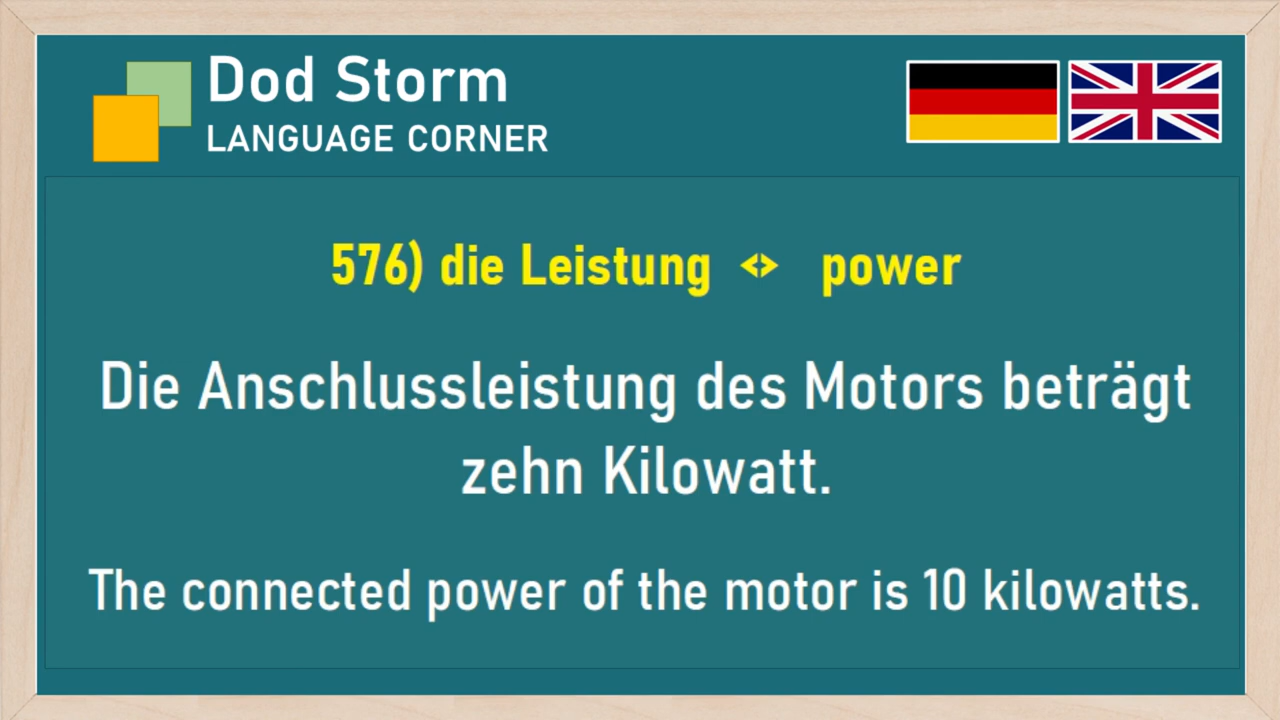 Dod Storm
LANGUAGE CORNER
576) die Leistung <> power
Die Anschlussleistung des Motors beträgt
zehn Kilowatt.
The connected power of the motor is 10 kilowatts.